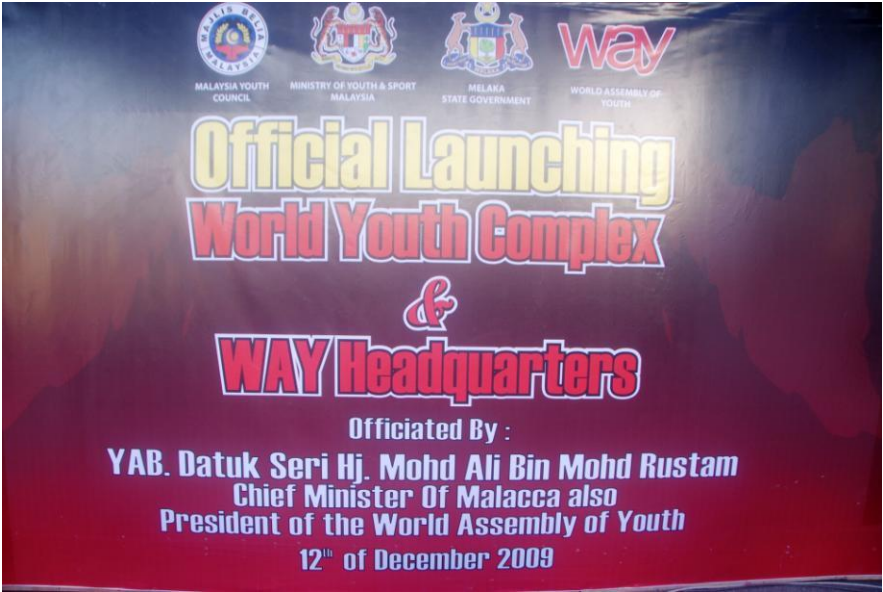 MAJLIS BELIA
MALAYSIA
MALAYSIA YOUTH
COUNCIL
MINISTRY OF YOUTH & SPORT
MALAYSIA
MELAKA
MELAKA
STATE GOVERNMENT
way
WORLD ASSEMBLY OF
YOUTH
Official Launching
World Youth Complex
&
WAY Headquarters
Officiated By :
YAB. Datuk Seri Hj. Mohd Ali Bin Mohd Rustam
Chief Minister Of Malacca also
President of the World Assembly of Youth
12th of December 2009